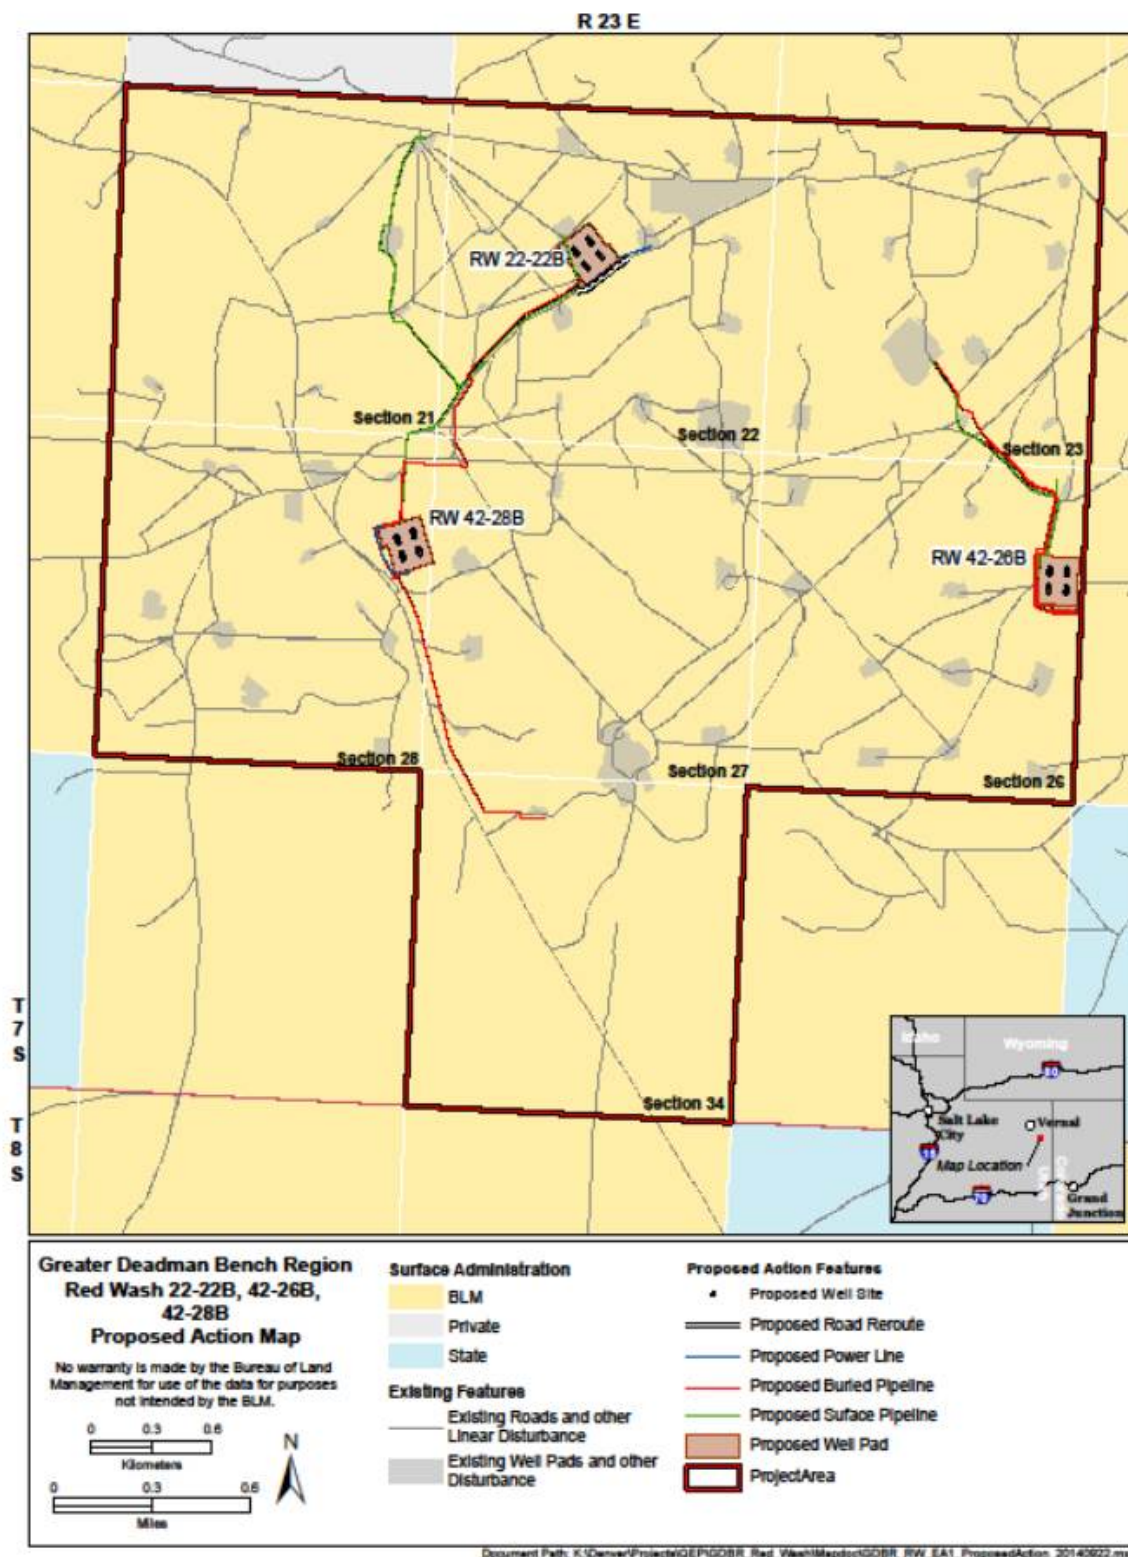 R 23 E
RW 22-22B
Section 21
Section 22
Section 23
RW 42-28B
RW 42-26B
Section 28
Section 27
Section 26
T
7
S
Section 34
T
8
S
Idaho
Wyoming
80
Salt Lake
City
Vernal
Map Location
Utah
70
Grand
Junction
Greater Deadman Bench Region
Red Wash 22-22B, 42-26B,
42-28B
Proposed Action Map
No warranty is made by the Bureau of Land
Management for use of the data for purposes
not intended by the BLM.
0 0.3 0.6
Kilometers
N
0 0.3 0.6
Miles
Surface Administration
BLM
Private
State
Existing Features
Existing Roads and other
Linear Disturbance
Existing Well Pads and other
Disturbance
Proposed Action Features
Proposed Well Site
Proposed Road Reroute
Proposed Power Line
Proposed Buried Pipeline
Proposed Suface Pipeline
Proposed Well Pad
ProjectArea